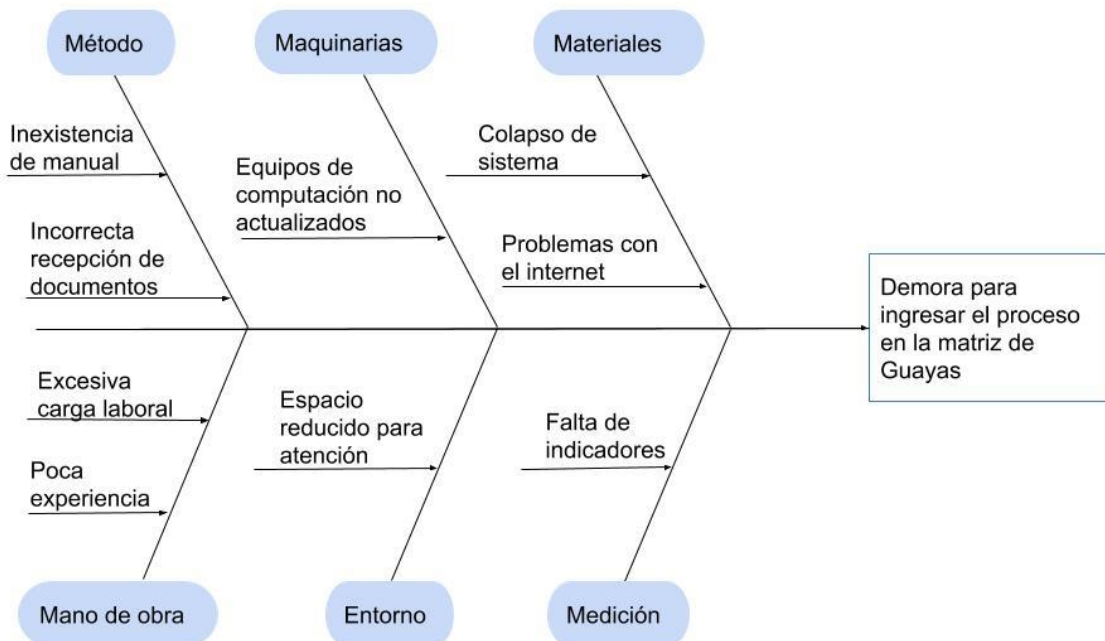 Método
Maquinarias
Materiales
Inexistencia
de manual
Equipos de
computación no
actualizados
Colapso de
sistema
Incorrecta
recepción de
documentos
Problemas con
el internet
Demora para
ingresar el proceso
en la matriz de
Guayas
Excesiva
carga laboral
Espacio
reducido para
atención
Falta de
indicadores
Poca
experiencia
Mano de obra
Entorno
Medición